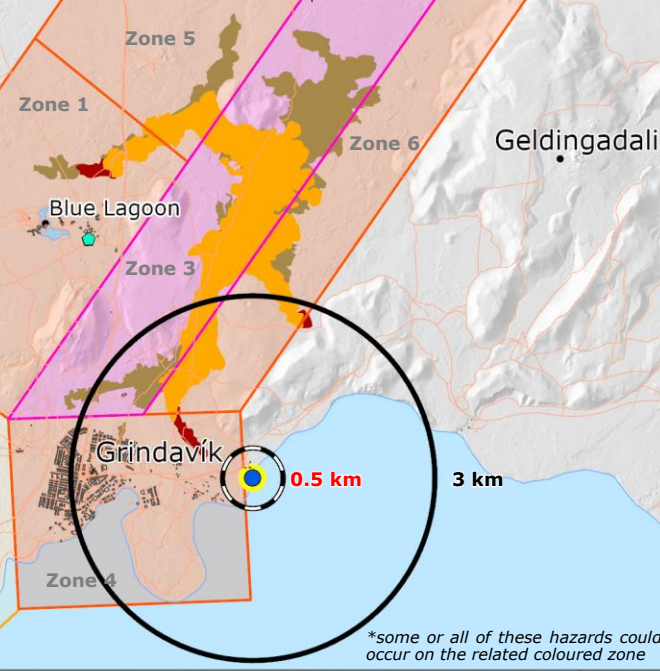 Zone 5
Zone 1
Zone 6
Geldingadali
Blue Lagoon
Zone 3
Grindavík
0.5 km
3 km
Zone 4
*some or all of these hazards could
occur on the related coloured zone